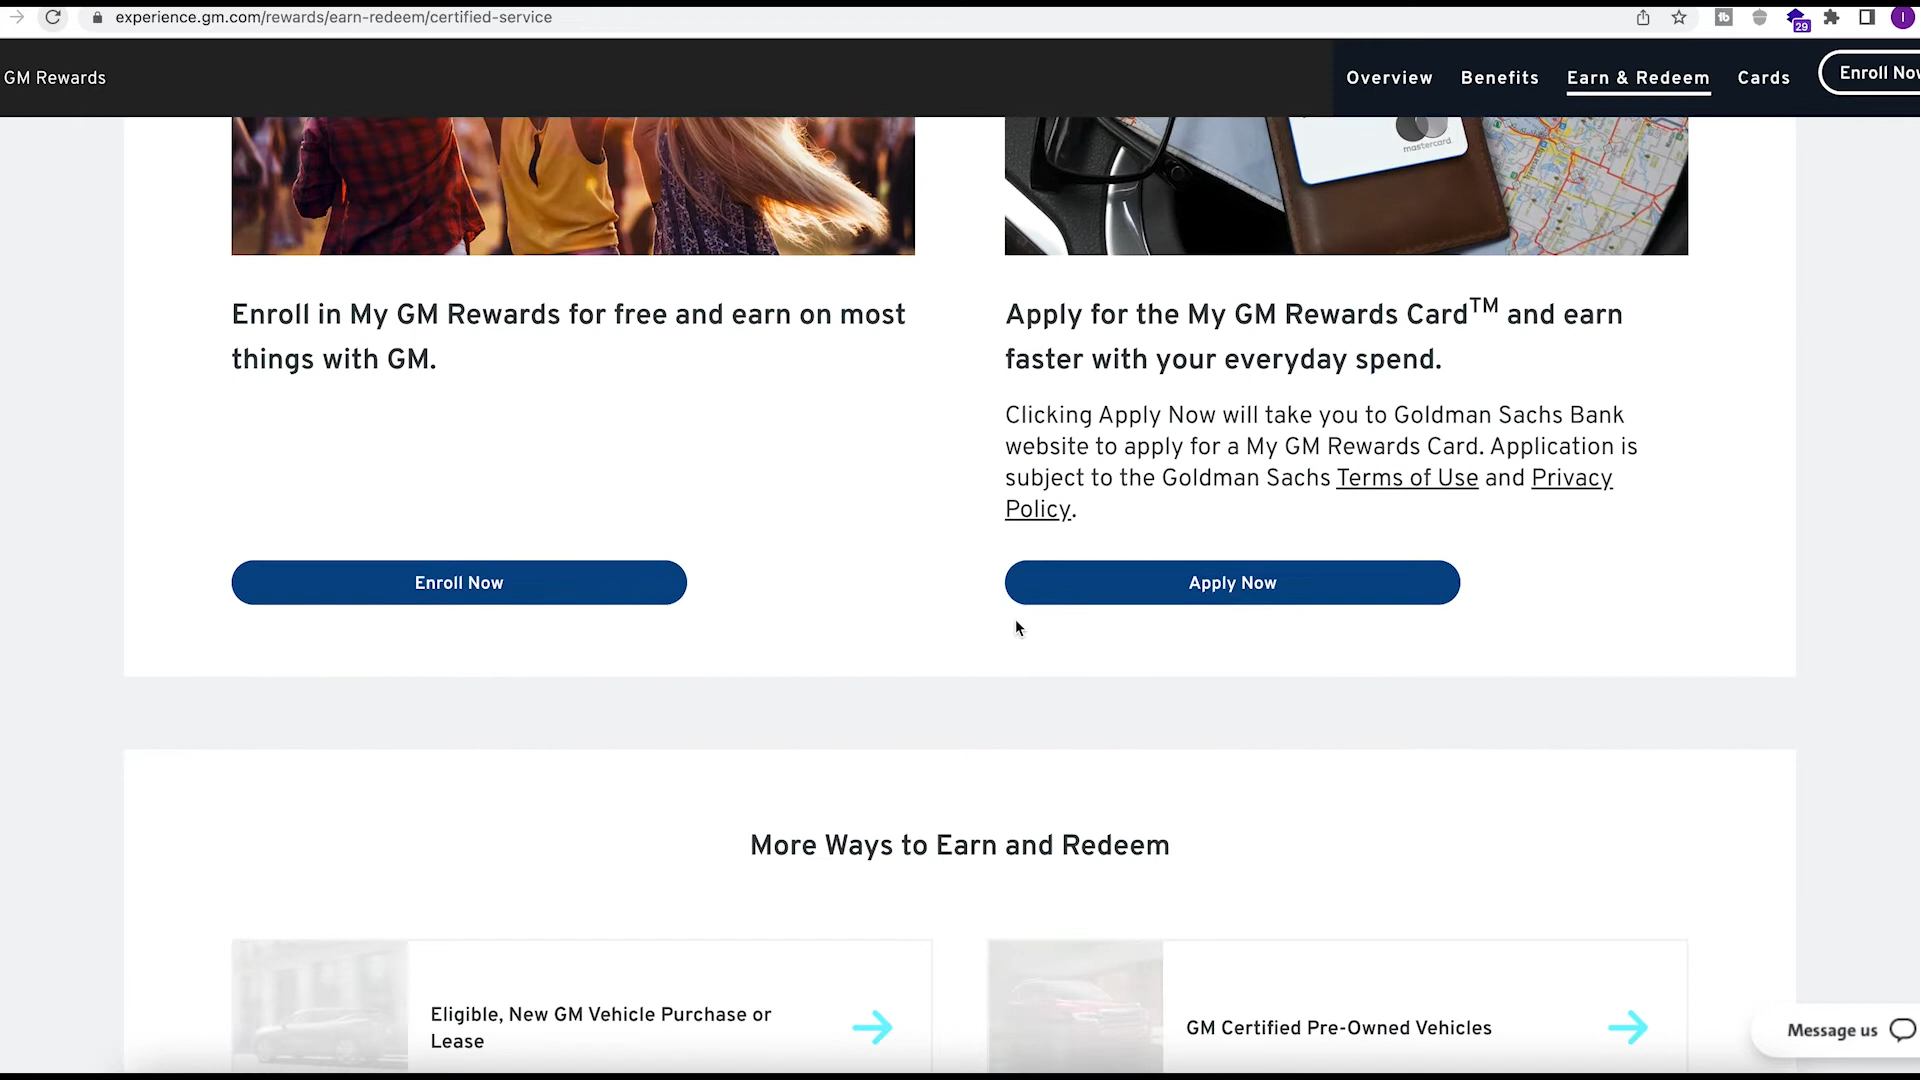 experience.gm.com/rewards/earn-redeem/certified-service
29
I
GM Rewards
Overview
Benefits
Earn & Redeem
Cards
Enroll Now
mastercard
Enroll in My GM Rewards for free and earn on most
things with GM.
Enroll Now
Apply for the My GM Rewards Card™ and earn
faster with your everyday spend.
Clicking Apply Now will take you to Goldman Sachs Bank
website to apply for a My GM Rewards Card. Application is
subject to the Goldman Sachs Terms of Use and Privacy
Policy.
Apply Now
More Ways to Earn and Redeem
Eligible, New GM Vehicle Purchase or
Lease
GM Certified Pre-Owned Vehicles
Message us